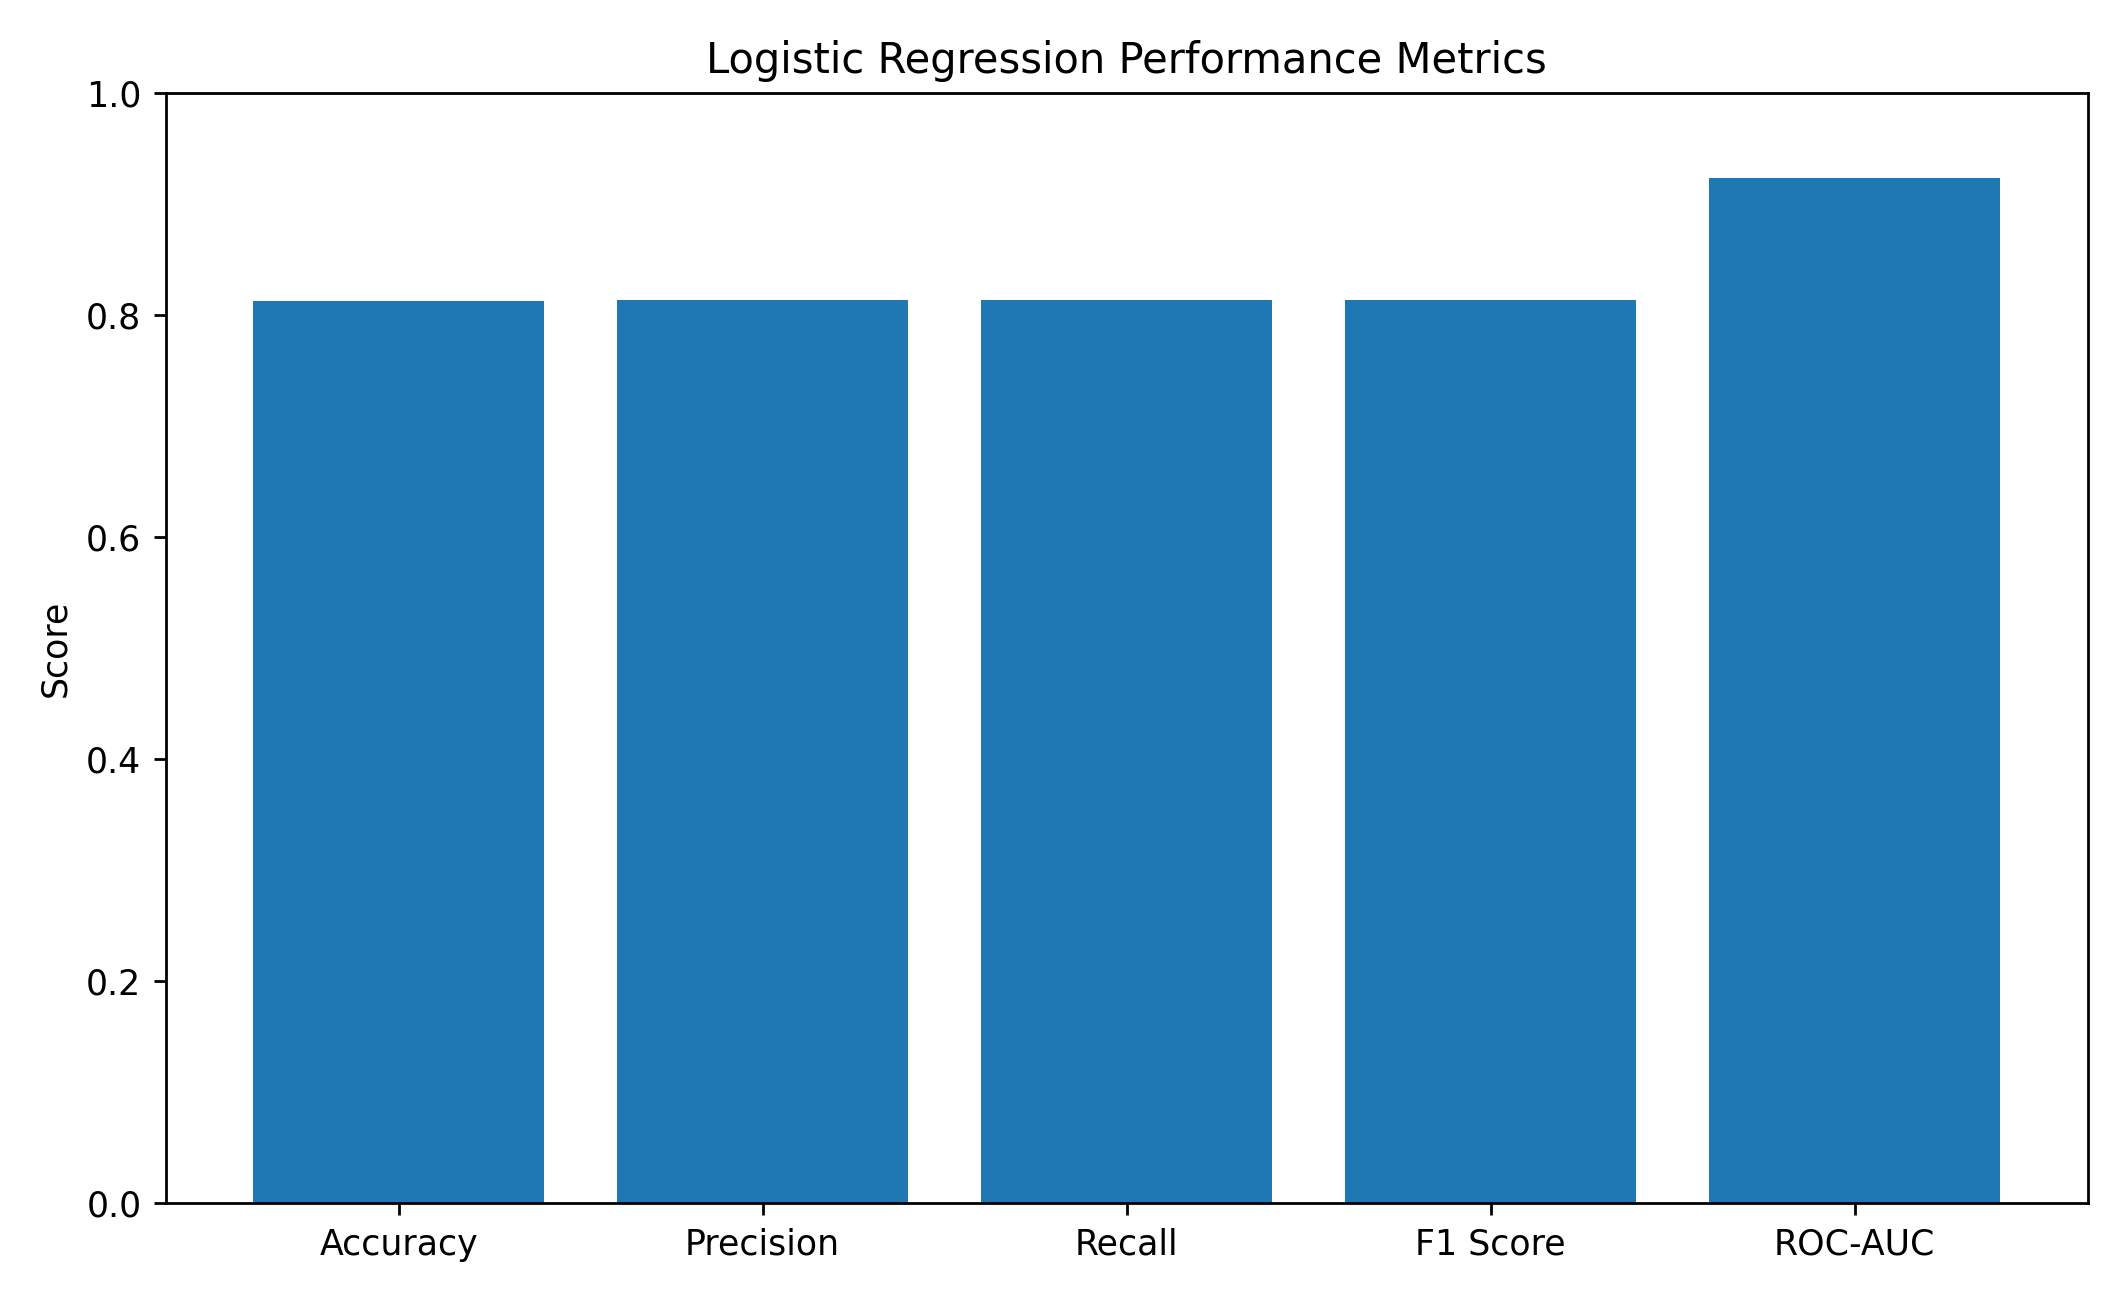 Logistic Regression Performance Metrics
1.0
0.8
0.6
0.4
0.2
0.0
Score
Accuracy
Precision
Recall
F1 Score
ROC-AUC